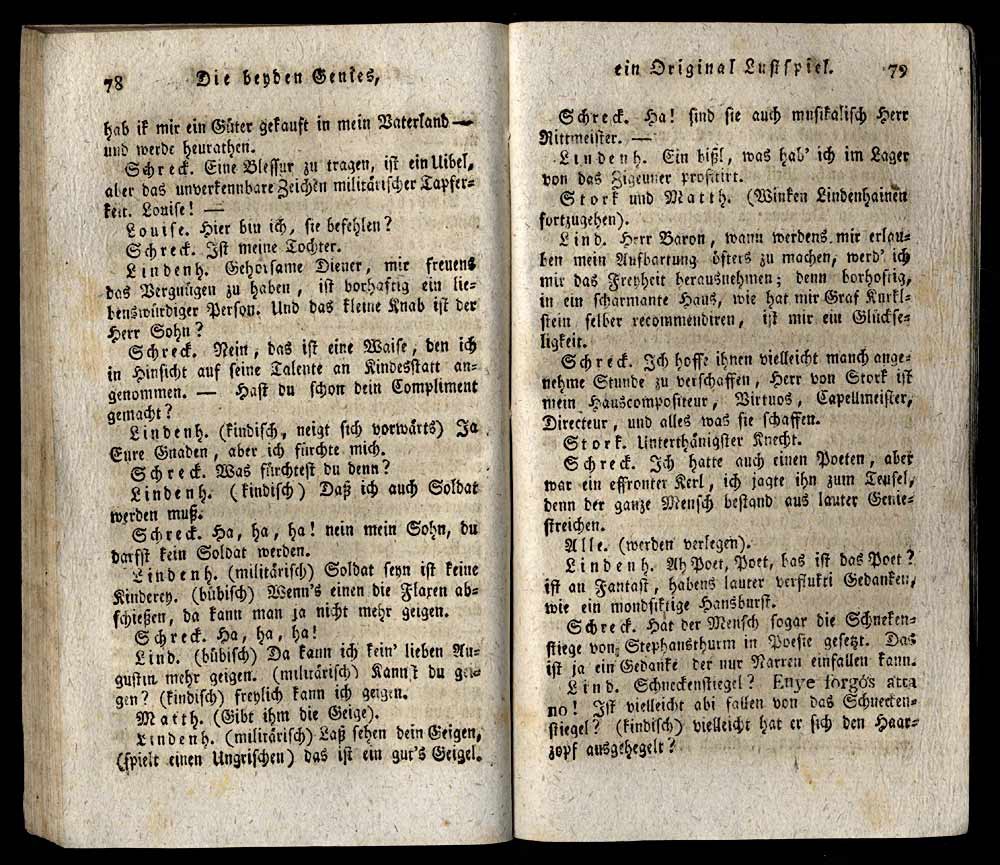 78 Die beyden Genies,
hab ik mir ein Güter gekauft in mein Vaterland —
und werde heurathen.
Schreck. Eine Blessur zu tragen, ist ein Uibel,
aber das unverkennbare Zeichen militärischer Tapfer=
keit. Louise! —
Louise. Hier bin ich, sie befehlen?
Schreck. Ist meine Tochter.
Lindenh. Gehorsame Diener, mir freuens
das Vergnügen zu haben, ist borhaftig ein lie=
benswürdiger Person. Und das kleine Knab ist der
Herr Sohn?
Schreck. Nein, das ist eine Waise, den ich
in Hinsicht auf seine Talente an Kindesstatt an=
genommen. — Hast du schon dein Compliment
gemacht?
Lindenh. (kindisch, neigt sich vorwärts) Ja
Eure Gnaden, aber ich fürchte mich.
Schreck. Was fürchtest du denn?
Lindenh. (kindisch) Daß ich auch Soldat
werden muß.
Schreck. Ha, ha, ha! nein mein Sohn, du
darfst kein Soldat werden.
Lindenh. (militärisch) Soldat seyn ist keine
Kinderey. (bübisch) Wenn's einen die Flaxen ab=
schießen, da kann man ja nicht mehr geigen.
Schreck. Ha, ha, ha!
Lind. (bübisch) Da kann ich kein' lieben Au=
gustin mehr geigen. (militärisch) Kannst du gei=
gen? (kindisch) freylich kann ich geigen.
Matth. (Gibt ihm die Geige).
Lindenh. (militärisch) Laß sehen dein Geigen,
(spielt einen Ungrischen) das ist ein gut's Geigel.
ein Original Lustspiel. 79
Schreck. Ha! sind sie auch musikalisch Herr
Rittmeister. —
Lindenh. Ein bißl, was hab' ich im Lager
von das Zigeuner profitirt.
Stork und Matth. (Winken Lindenhainen
fortzugehen).
Lind. Herr Baron, wann werdens mir erlau=
ben mein Aufbartung öfters zu machen, werd' ich
mir das Freyheit herausnehmen; denn borhoftig,
in ein scharmante Haus, wie hat mir Graf Kurkl=
stein selber recommendiren, ist mir ein Glückse=
ligkeit.
Schreck. Ich hoffe ihnen vielleicht manch ange=
nehme Stunde zu verschaffen, Herr von Stork ist
mein Hauscompositeur, Virtuos, Capellmeister,
Directeur, und alles was sie schaffen.
Stork. Unterthänigster Knecht.
Schreck. Ich hatte auch einen Poeten, aber
war ein effronter Kerl, ich jagte ihn zum Teufel,
denn der ganze Mensch bestand aus lauter Genie=
streichen.
Alle. (werden verlegen).
Lindenh. Ah Poet, Poet, bas ist das Poet?
ist an Fantast, habens lauter verflukti Gedanken,
wie ein mondsiktige Hansburst.
Schreck. Hat der Mensch sogar die Schneken=
stiege von Stephansthurm in Poesie gesetzt. Das
ist ja ein Gedanke der nur Narren einfallen kann.
Lind. Schneckenstiegel? Enye forgós atta
no! Ist vielleicht abi fallen von das Schnecken=
stiegel? (kindisch) vielleicht hat er sich den Haar=
zopf ausgehegelt?